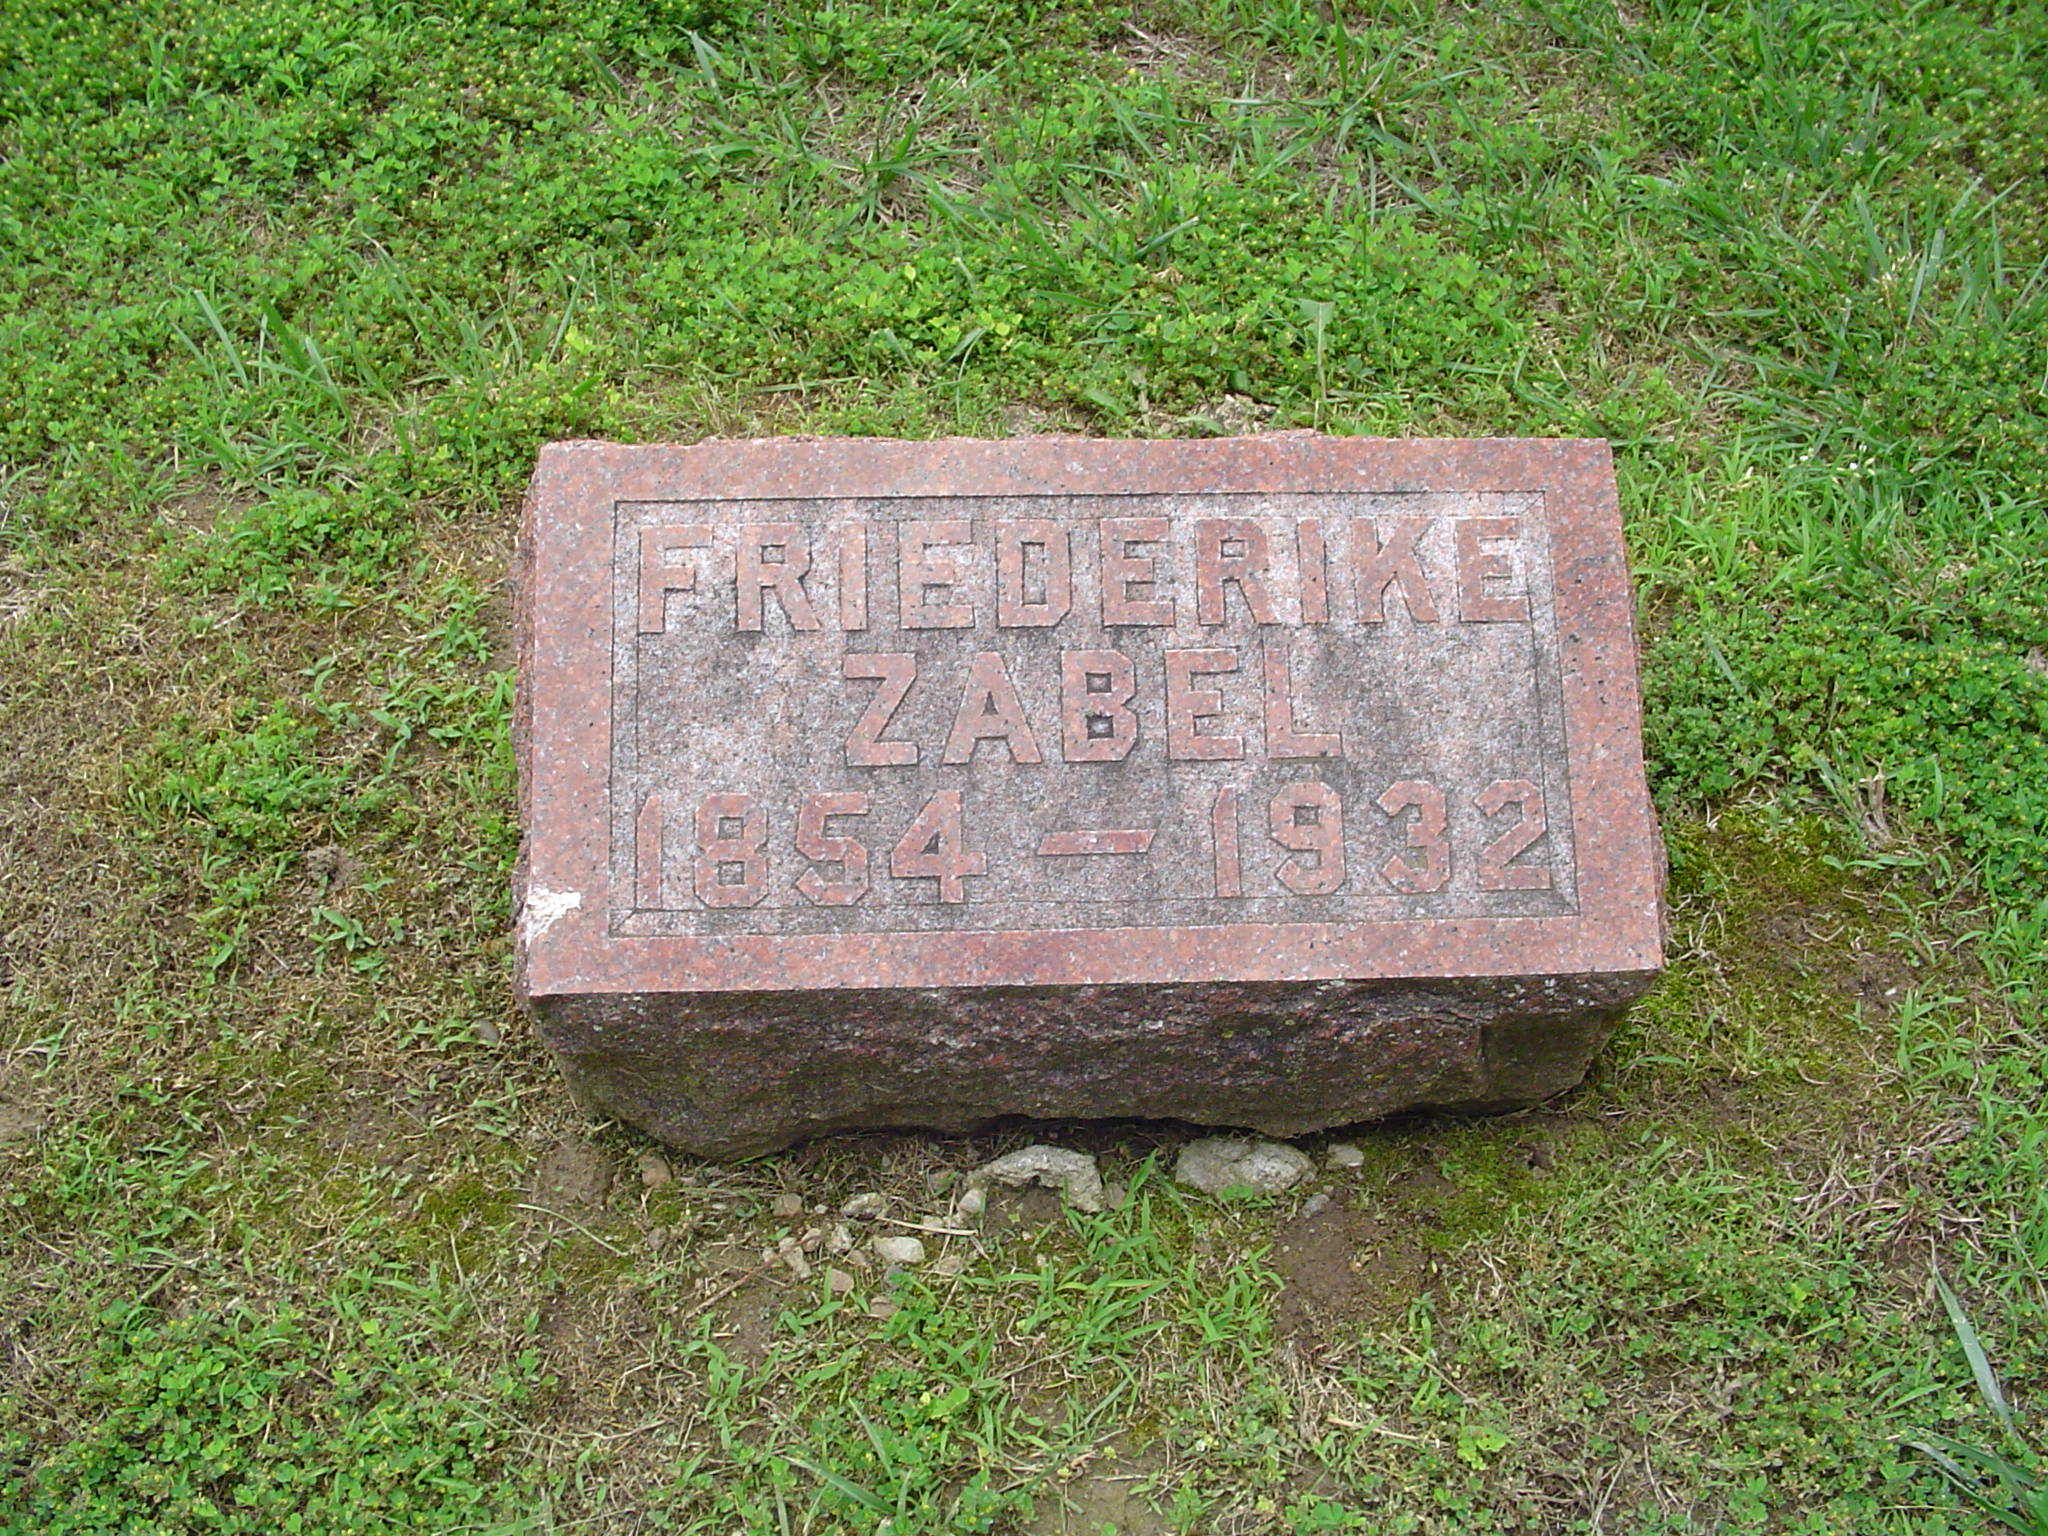 FRIEDERIKE
ZABEL
1854 — 1932